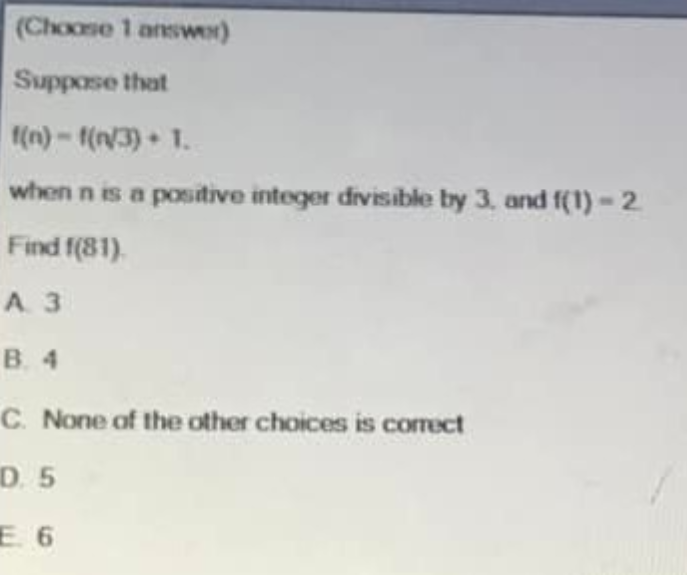 (Choose 1 answer)
Suppose that
f(n) = f(n/3) + 1,
when n is a positive integer divisible by 3, and f(1) = 2.
Find f(81).
A. 3
B. 4
C. None of the other choices is correct
D. 5
E. 6